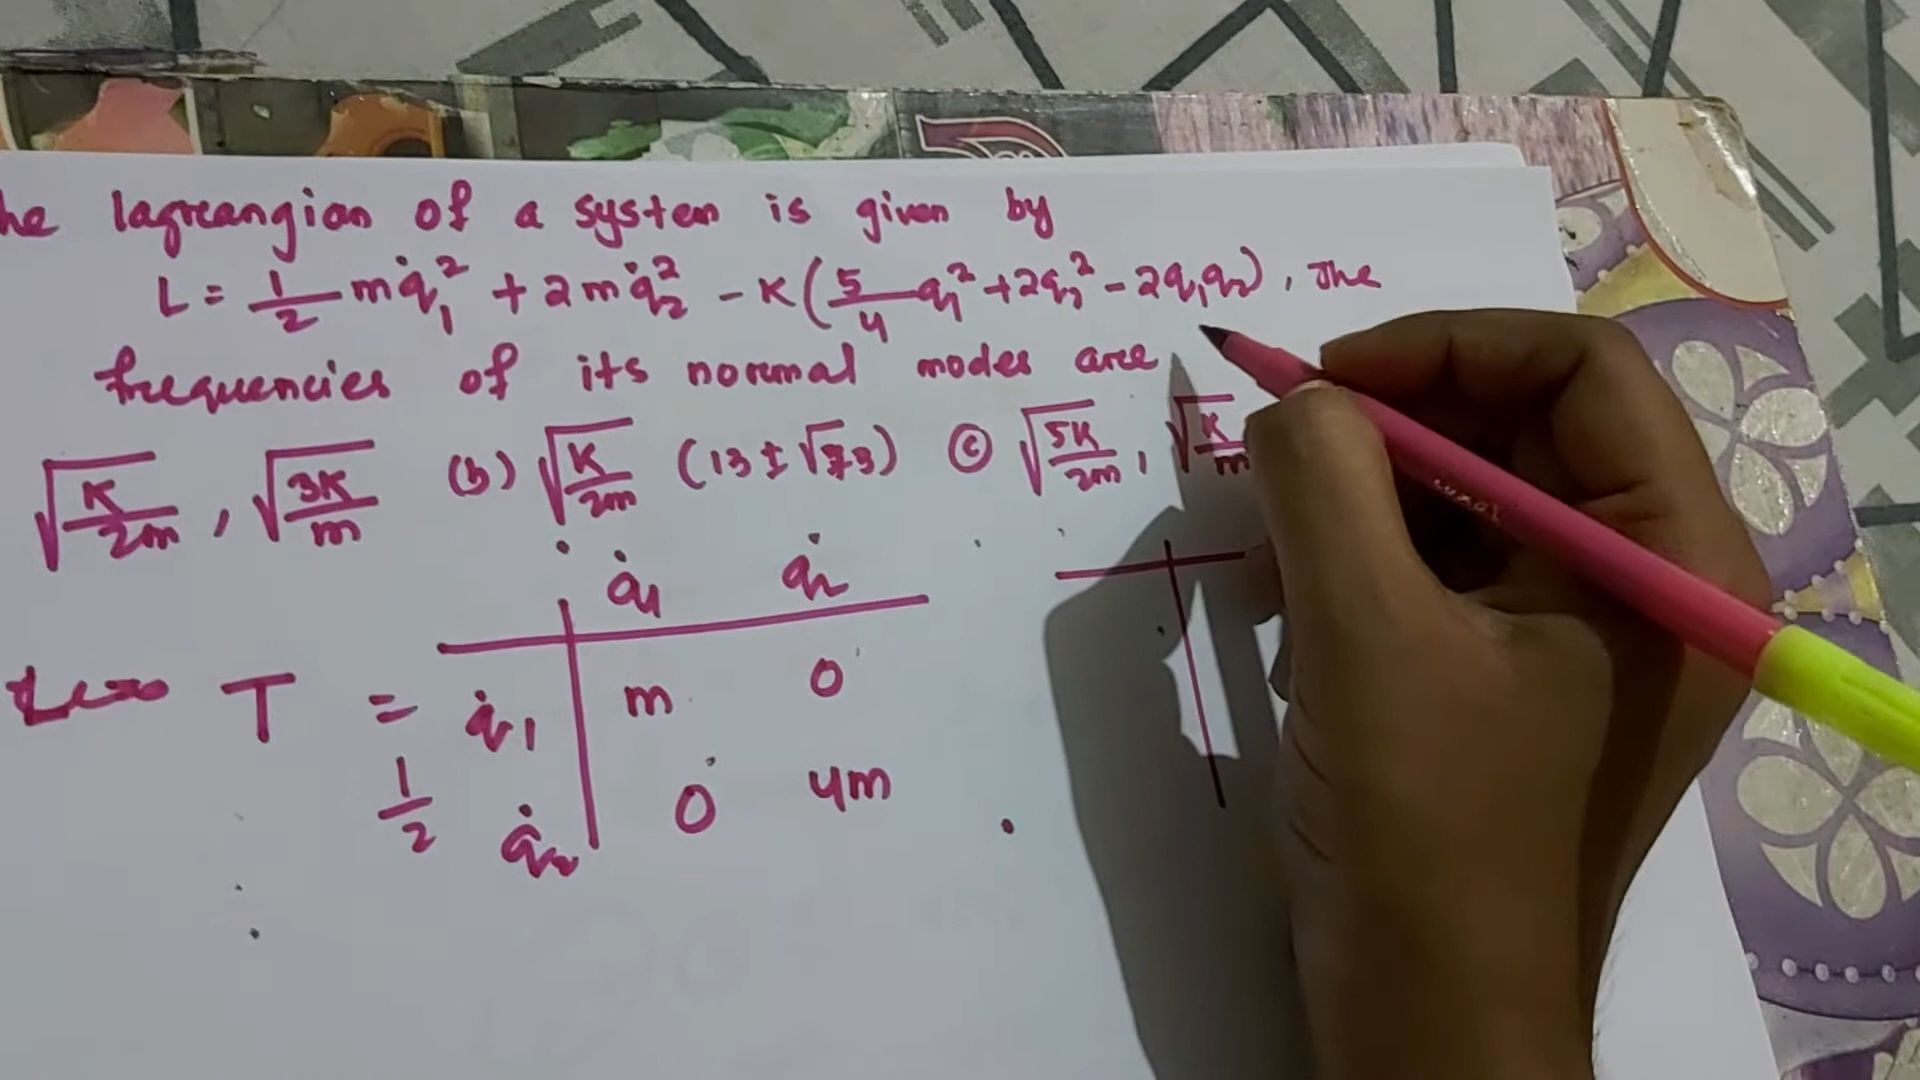 he lagrangian of a system is given by
L = 1/2 m q̇₁² + 2m q̇₂² - K(5/4 q₁² + 2q₂² - 2q₁q₂), The
frequencies of its normal modes are
√(K/2m), √(3K/m) (b) √(K/2m) (13 ± √73) ⓒ √(5K/2m), √(K/m)
q̇₁ q̇₂
T = 1/2 q̇₁ m 0
q̇₂ 0 4m